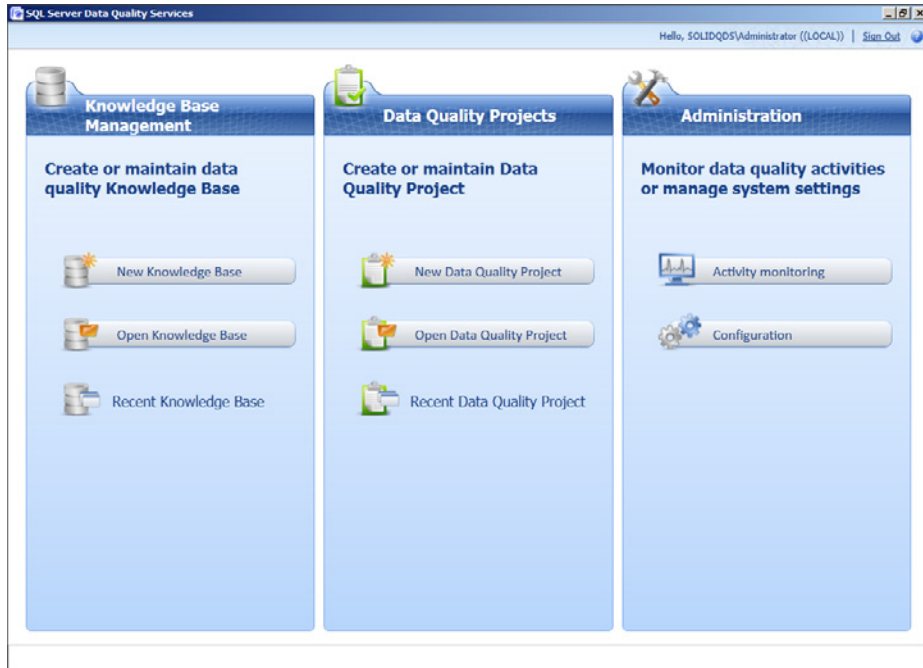 SQL Server Data Quality Services
Hello, SOLIDQDS\Administrator ((LOCAL)) | Sign Out
Knowledge Base
Management
Create or maintain data
quality Knowledge Base
New Knowledge Base
Open Knowledge Base
Recent Knowledge Base
Data Quality Projects
Create or maintain Data
Quality Project
New Data Quality Project
Open Data Quality Project
Recent Data Quality Project
Administration
Monitor data quality activities
or manage system settings
Activity monitoring
Configuration